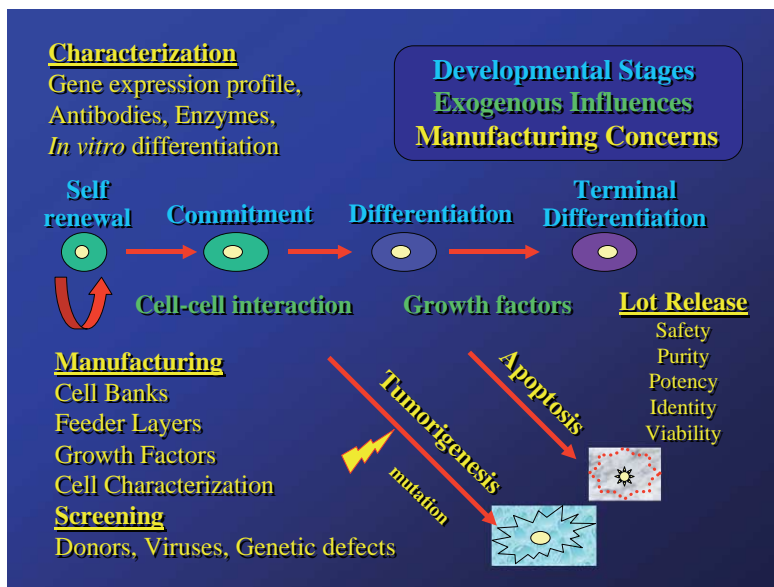 Characterization
Gene expression profile,
Antibodies, Enzymes,
In vitro differentiation
Developmental Stages
Exogenous Influences
Manufacturing Concerns
Self
renewal
Commitment
Differentiation
Terminal
Differentiation
Cell-cell interaction
Growth factors
Lot Release
Safety
Purity
Potency
Identity
Viability
Manufacturing
Cell Banks
Feeder Layers
Growth Factors
Cell Characterization
Screening
Donors, Viruses, Genetic defects
Tumorigenesis
mutation
Apoptosis